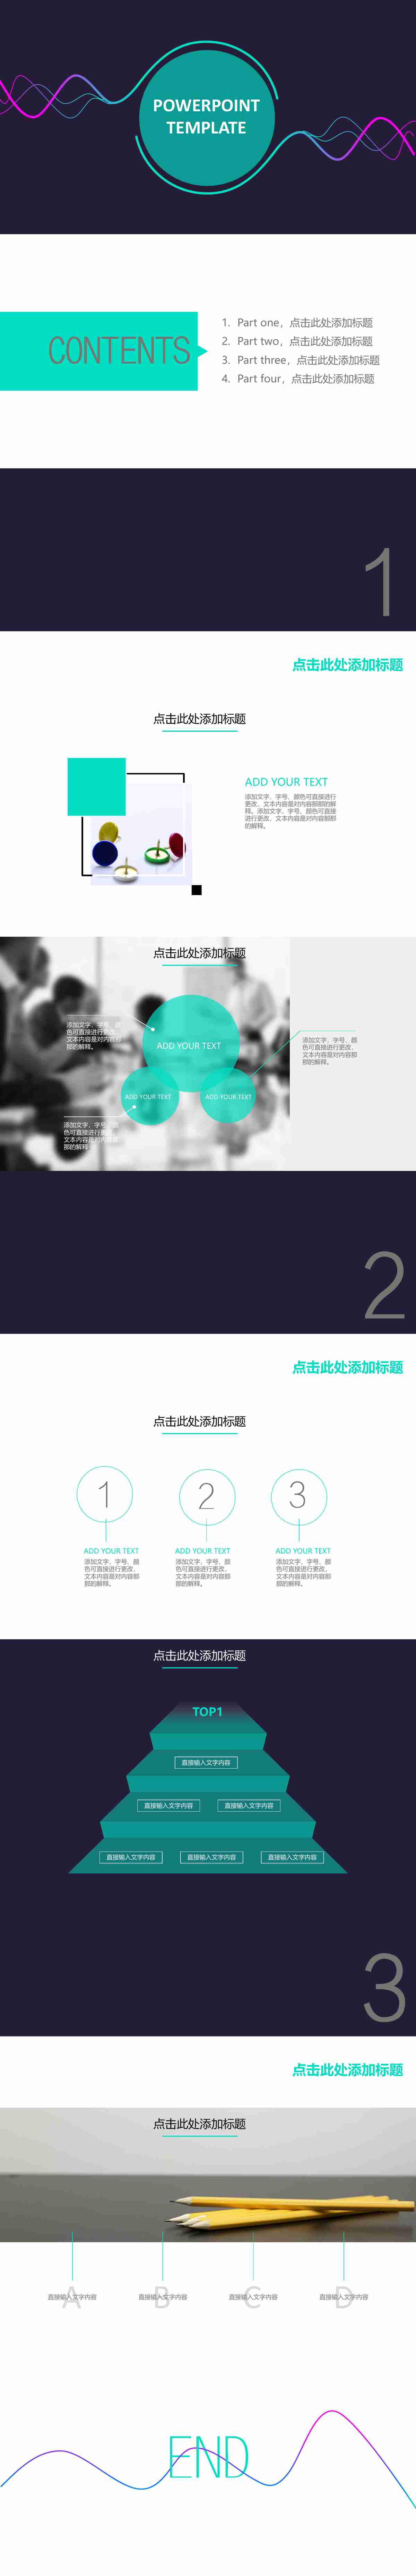 POWERPOINT
TEMPLATE
CONTENTS
1. Part one，点击此处添加标题
2. Part two，点击此处添加标题
3. Part three，点击此处添加标题
4. Part four，点击此处添加标题
1
点击此处添加标题
点击此处添加标题
ADD YOUR TEXT
添加文字，字号，颜色可直接进行
更改，文本内容是对内容那那的解
释。添加文字，字号，颜色可直接
进行更改，文本内容是对内容那那
的解释。
点击此处添加标题
添加文字，字号，颜
色可直接进行更改，
文本内容是对内容那
那的解释。
ADD YOUR TEXT
添加文字，字号，颜
色可直接进行更改，
文本内容是对内容那
那的解释。
ADD YOUR TEXT
ADD YOUR TEXT
添加文字，字号，颜
色可直接进行更改，
文本内容是对内容那
那的解释
2
点击此处添加标题
点击此处添加标题
1
2
3
ADD YOUR TEXT
添加文字，字号，颜
色可直接进行更改，
文本内容是对内容那
那的解释。
ADD YOUR TEXT
添加文字，字号，颜
色可直接进行更改，
文本内容是对内容那
那的解释。
ADD YOUR TEXT
添加文字，字号，颜
色可直接进行更改，
文本内容是对内容那
那的解释。
点击此处添加标题
TOP1
直接输入文字内容
直接输入文字内容
直接输入文字内容
直接输入文字内容
直接输入文字内容
直接输入文字内容
3
点击此处添加标题
点击此处添加标题
A
直接输入文字内容
B
直接输入文字内容
C
直接输入文字内容
D
直接输入文字内容
END